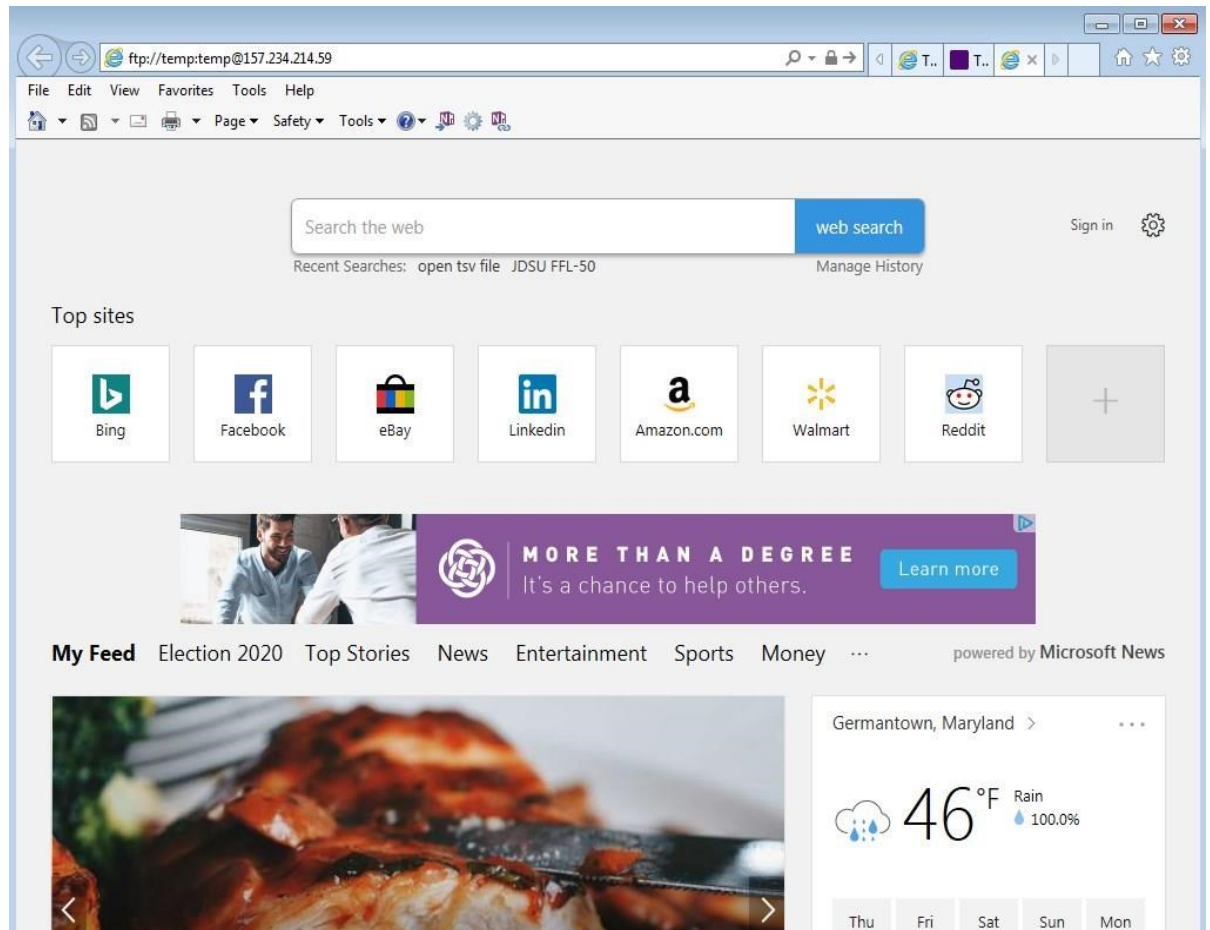 ftp://temp:temp@157.234.214.59
T..
T..
File Edit View Favorites Tools Help
Page Safety Tools
Search the web
web search
Sign in
Recent Searches: open tsv file JDSU FFL-50
Manage History
Top sites
b
f
in
a
Bing
Facebook
eBay
Linkedin
Amazon.com
Walmart
Reddit
MORE THAN A DEGREE
It's a chance to help others.
Learn more
My Feed Election 2020 Top Stories News Entertainment Sports Money ...
powered by Microsoft News
Germantown, Maryland >
46°F
Rain
100.0%
Thu Fri Sat Sun Mon